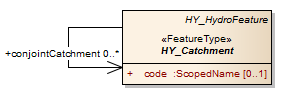 HY_HydroFeature
«FeatureType»
HY_Catchment
+conjointCatchment 0..*
+ code :ScopedName [0..1]